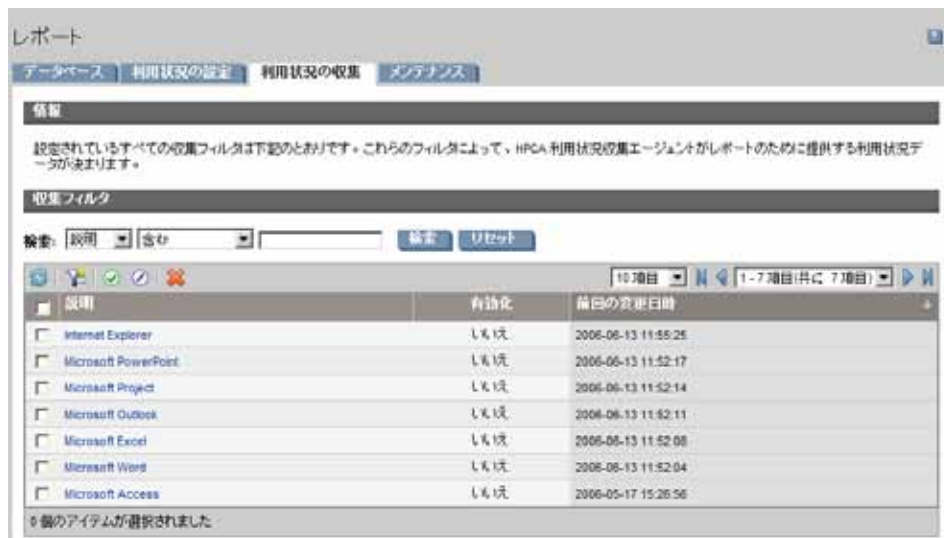 レポート
データベース 利用状況の設定 利用状況の収集 メンテナンス
情報
設定されているすべての収集フィルタは下記のとおりです。これらのフィルタによって、HPCA 利用状況収集エージェントがレポートのために提供する利用状況デ
ータが決まります。
収集フィルタ
検索: 説明 含む 検索 リセット
10 項目 1 - 7 項目(共に 7 項目)
説明 有効化 前回の変更日時
Internet Explorer いいえ 2006-06-13 11:55:25
Microsoft PowerPoint いいえ 2006-06-13 11:52:17
Microsoft Project いいえ 2006-06-13 11:52:14
Microsoft Outlook いいえ 2006-06-13 11:52:11
Microsoft Excel いいえ 2006-06-13 11:52:08
Microsoft Word いいえ 2006-06-13 11:52:04
Microsoft Access いいえ 2006-05-17 15:26:56
0 個のアイテムが選択されました